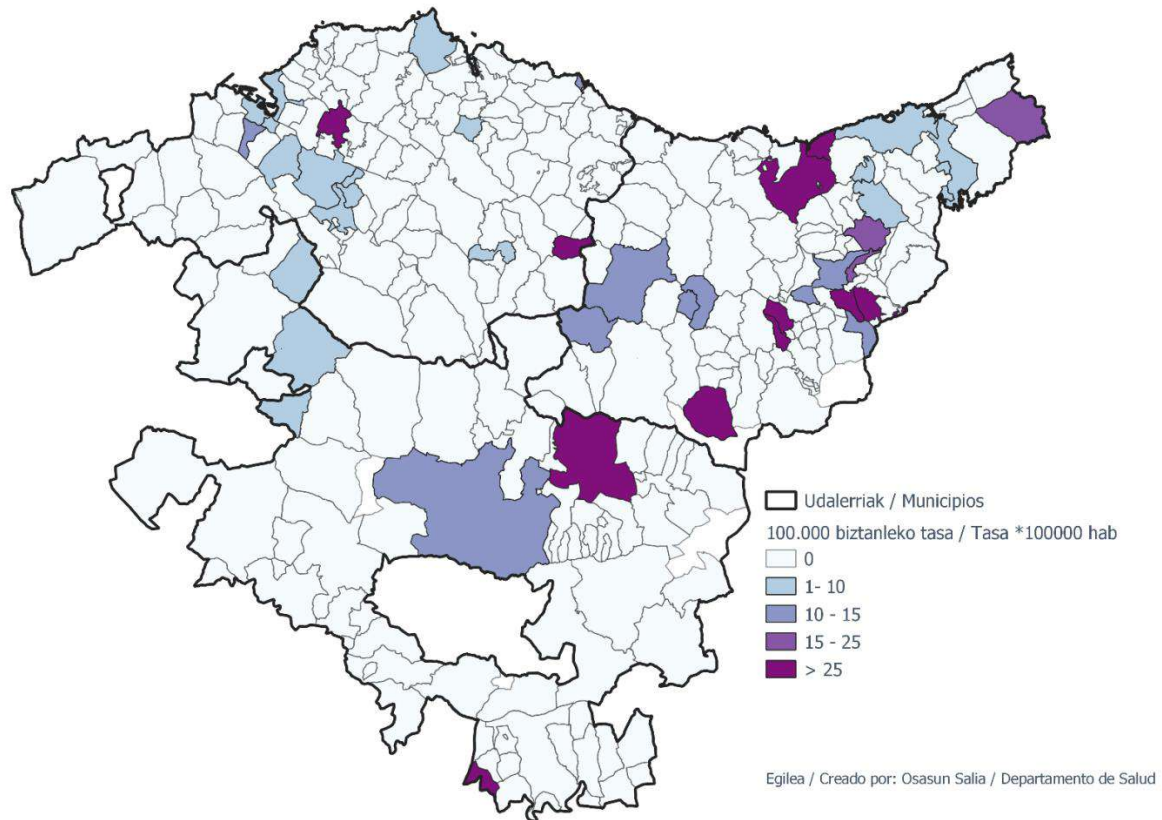 Udalerriak / Municipios
100.000 biztanleko tasa / Tasa *100000 hab
0
1- 10
10 - 15
15 - 25
> 25
Egilea / Creado por: Osasun Salia / Departamento de Salud